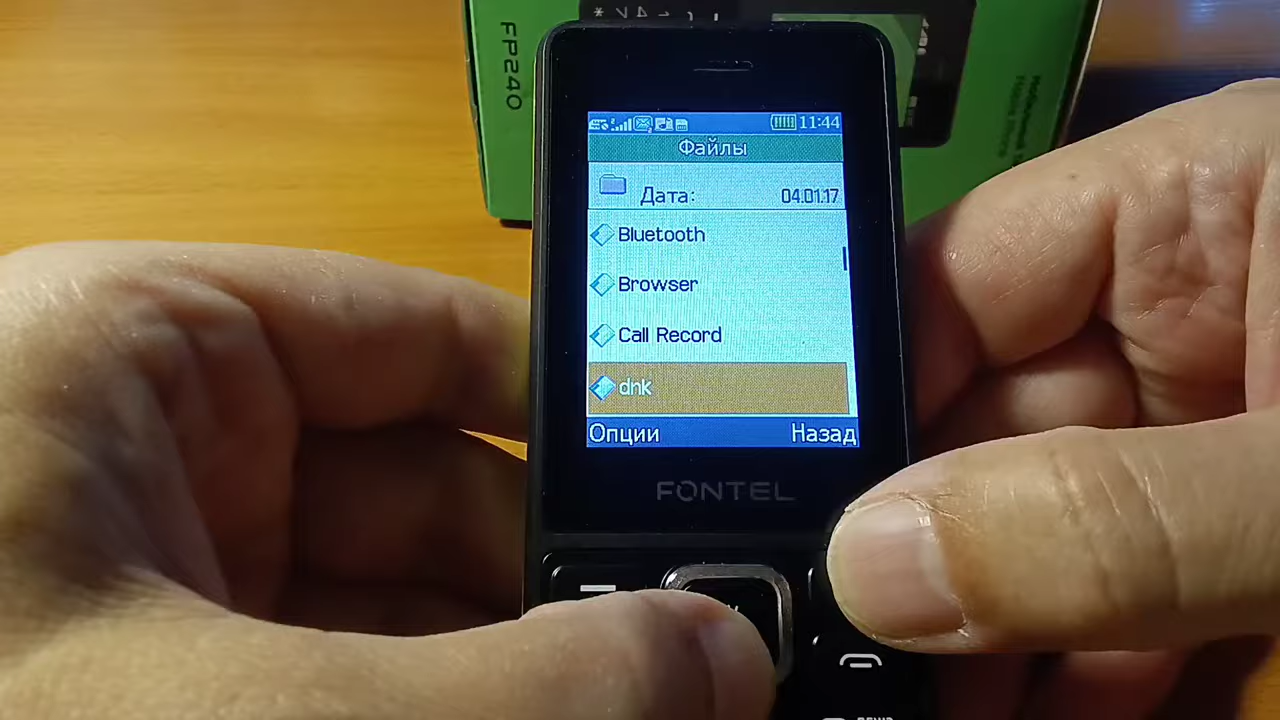 FP240
11:44
Файлы
Дата: 04.01.17
Bluetooth
Browser
Call Record
dnk
Опции Назад
FONTEL